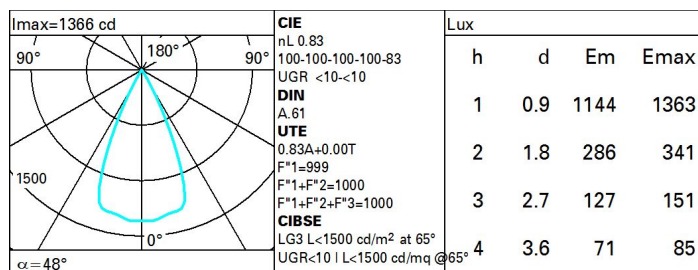 Imax=1366 cd
90°
180°
90°
1500
0°
α=48°
CIE
nL 0.83
100-100-100-100-83
UGR <10-<10
DIN
A.61
UTE
0.83A+0.00T
F"1=999
F"1+F"2=1000
F"1+F"2+F"3=1000
CIBSE
LG3 L<1500 cd/m² at 65°
UGR<10 | L<1500 cd/mq @65°
Lux
h d Em Emax
1 0.9 1144 1363
2 1.8 286 341
3 2.7 127 151
4 3.6 71 85